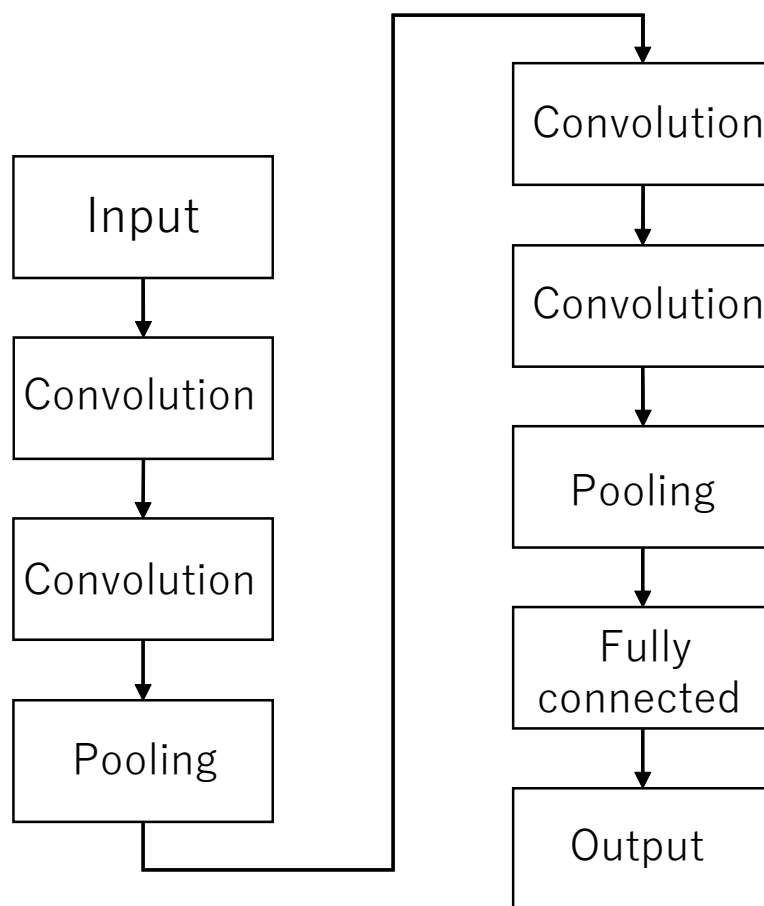 Input
Convolution
Convolution
Pooling
Convolution
Convolution
Pooling
Fully
connected
Output